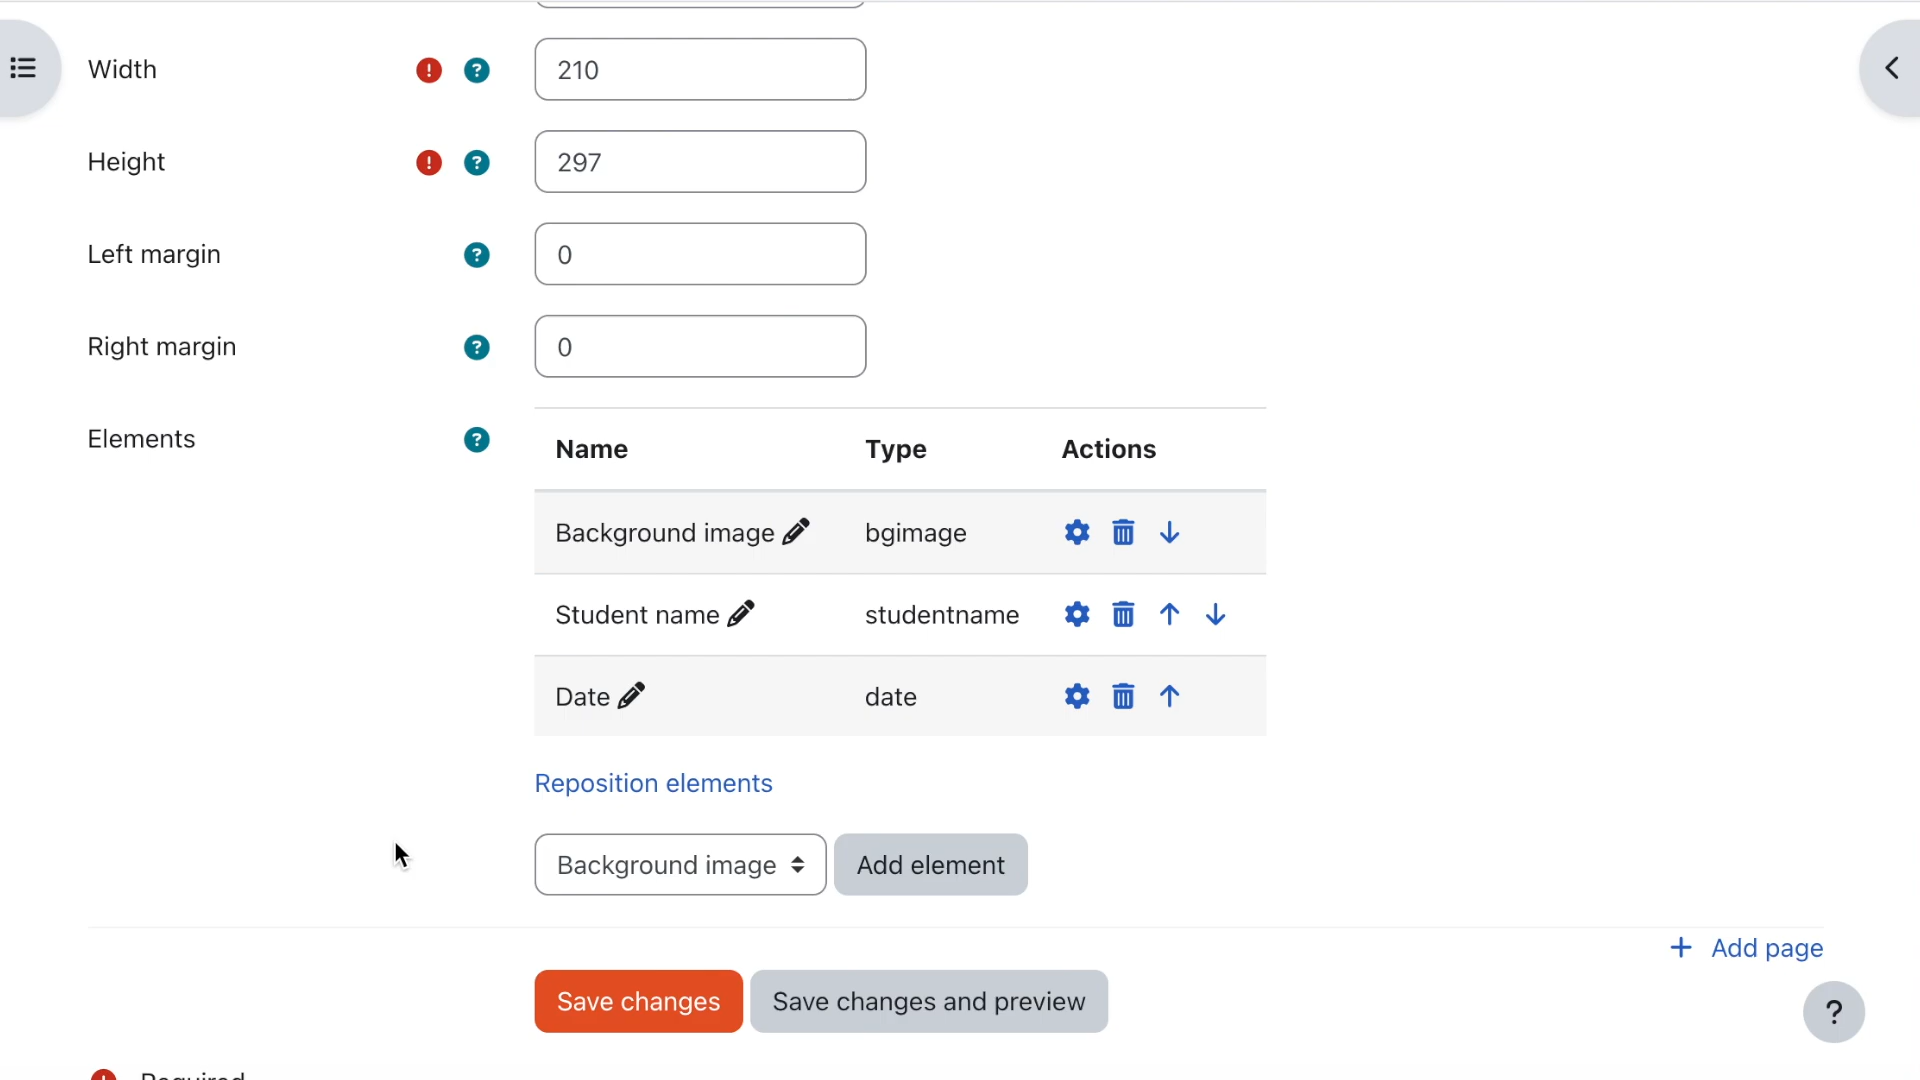 Width ! ? 210
Height ! ? 297
Left margin ? 0
Right margin ? 0
Elements ? Name Type Actions
Background image bgimage
Student name studentname
Date date
Reposition elements
Background image Add element
+ Add page
Save changes Save changes and preview
?
Required